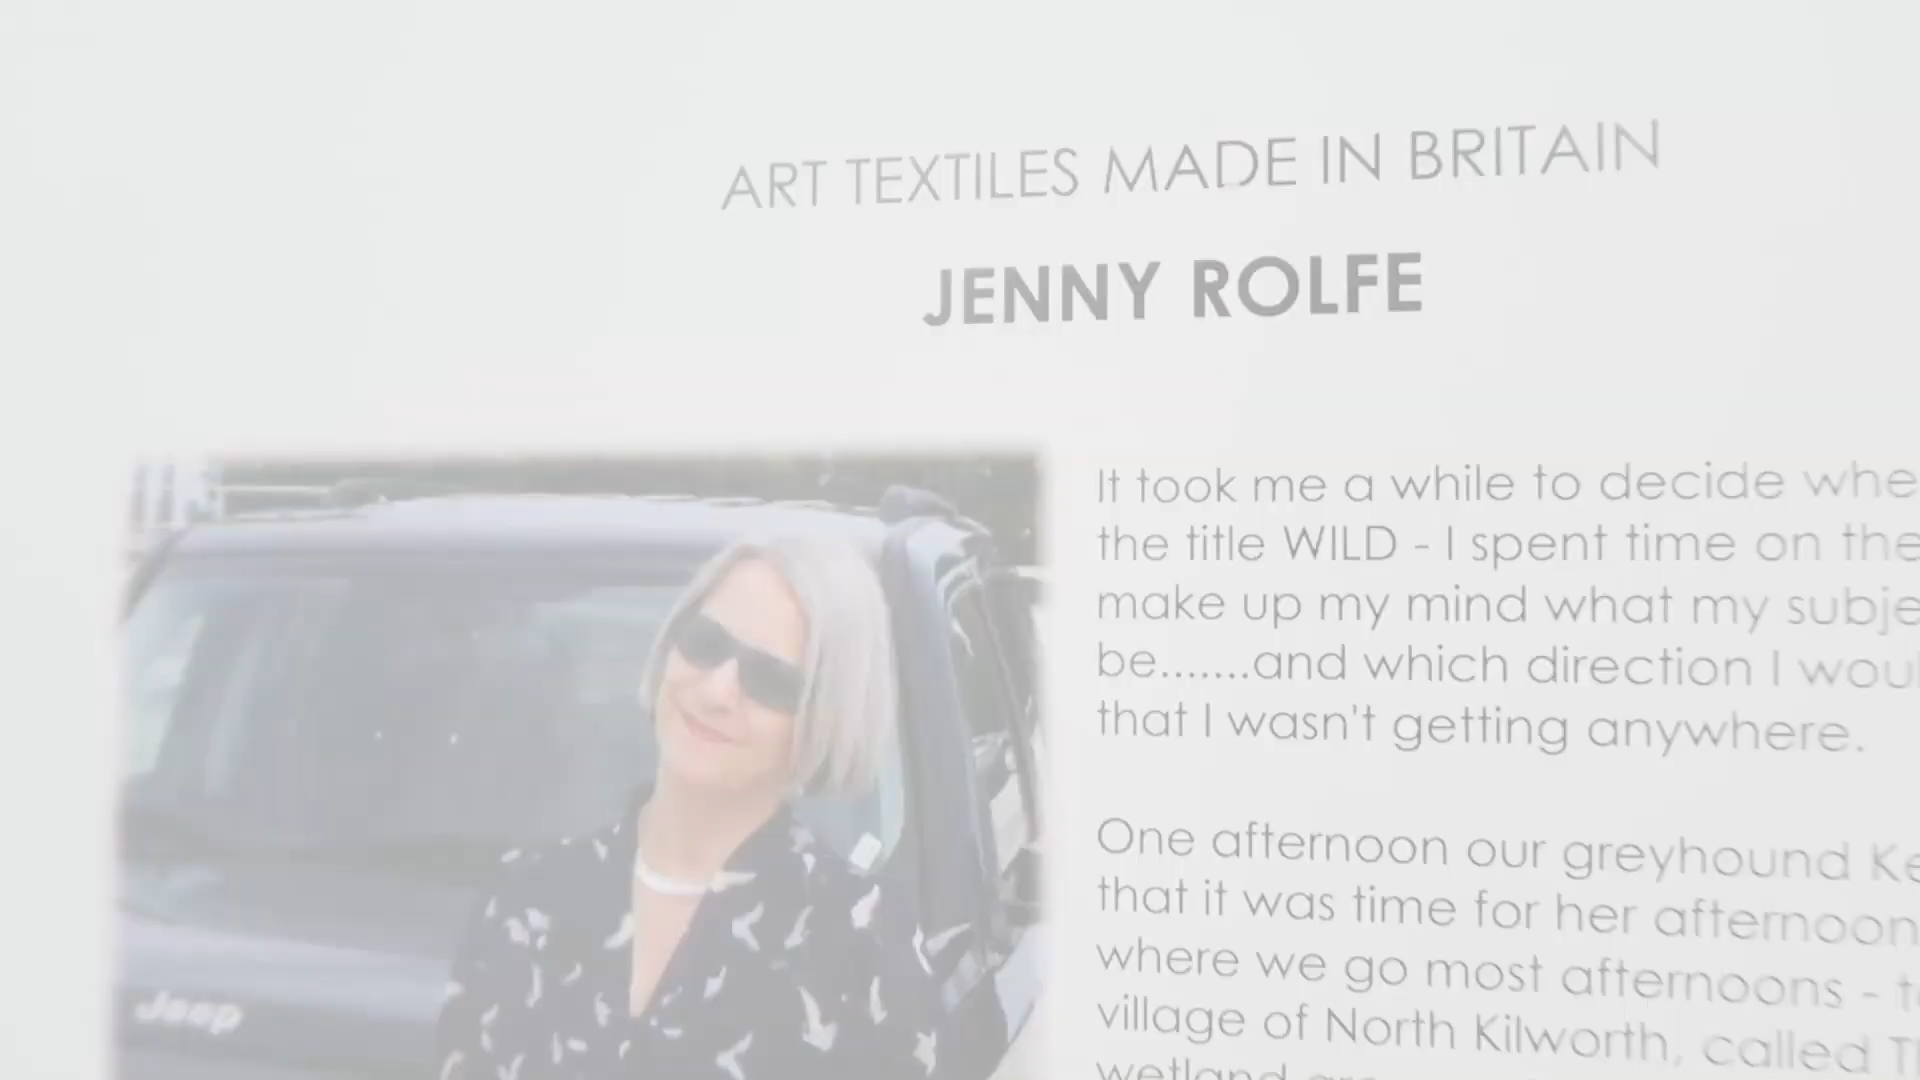 ART TEXTILES MADE IN BRITAIN
JENNY ROLFE
It took me a while to decide
the title WILD - I spent time on the
make up my mind what my
be.......and which direction I
that I wasn't getting anywhere.
One afternoon our greyhound
that it was time for her afternoon
where we go most afternoons -
village of North Kilworth, called
wetland
Jeep